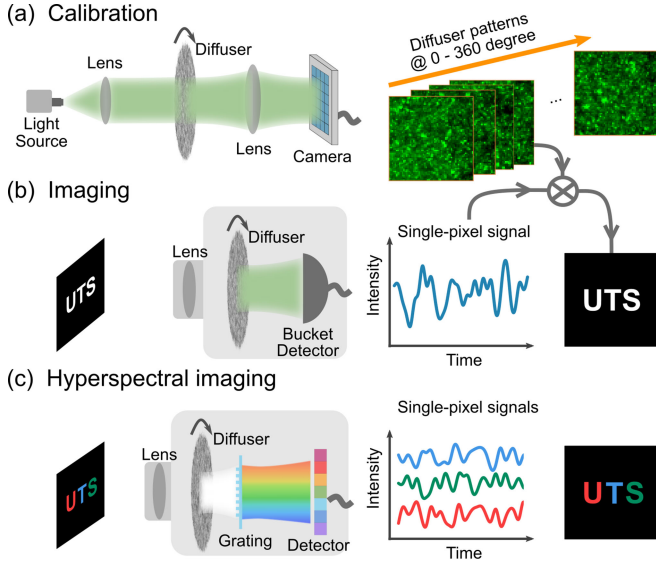 (a) Calibration
Diffuser
Lens
Light
Source
Lens
Camera
Diffuser patterns
@ 0 - 360 degree
...
(b) Imaging
Lens
Diffuser
UTS
Bucket
Detector
Single-pixel signal
Intensity
Time
UTS
(c) Hyperspectral imaging
Lens
Diffuser
UTS
Grating
Detector
Single-pixel signals
Intensity
Time
UTS